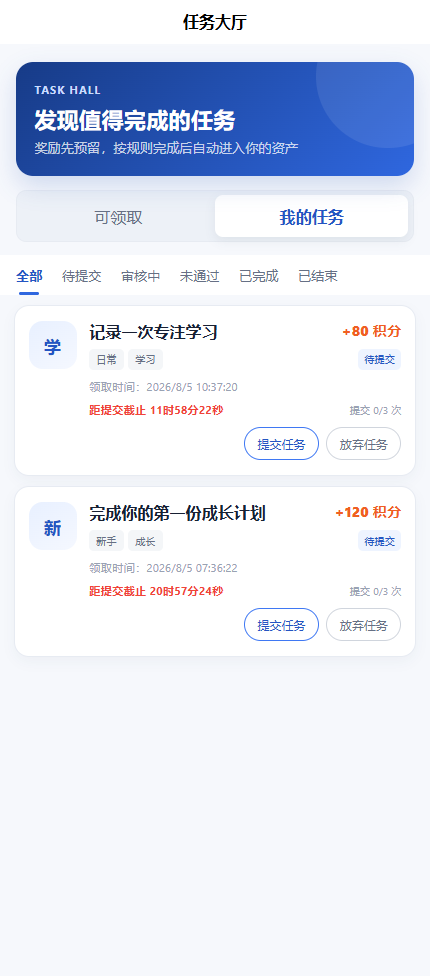 任务大厅
TASK HALL
发现值得完成的任务
奖励先预留，按规则完成后自动进入你的资产
可领取
我的任务
全部 待提交 审核中 未通过 已完成 已结束
学
记录一次专注学习
+80 积分
日常 学习
待提交
领取时间：2026/8/5 10:37:20
距提交截止 11时58分22秒
提交 0/3 次
提交任务 放弃任务
新
完成你的第一份成长计划
+120 积分
新手 成长
待提交
领取时间：2026/8/5 07:36:22
距提交截止 20时57分24秒
提交 0/3 次
提交任务 放弃任务